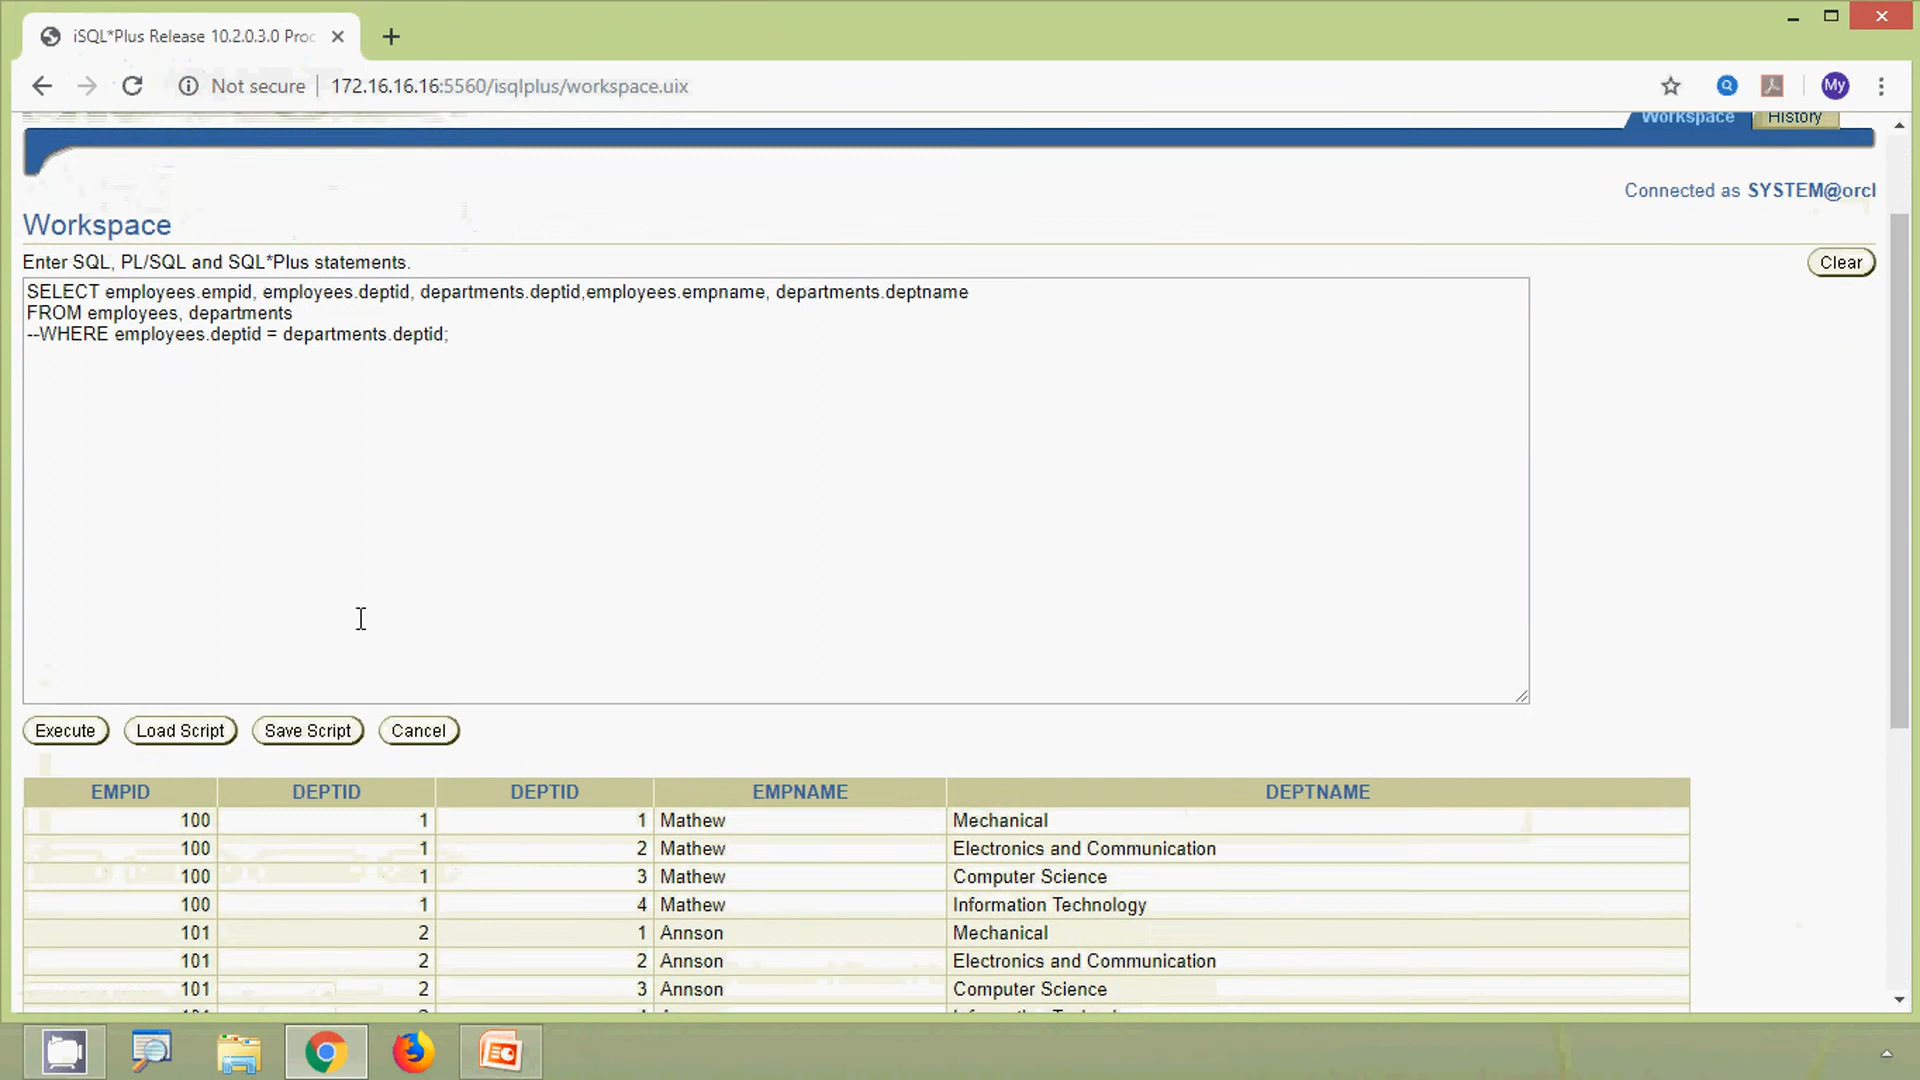 iSQL*Plus Release 10.2.0.3.0 Proc
Not secure
172.16.16.16:5560/isqlplus/workspace.uix
My
Workspace
History
Connected as SYSTEM@orcl
Workspace
Enter SQL, PL/SQL and SQL*Plus statements.
Clear
SELECT employees.empid, employees.deptid, departments.deptid,employees.empname, departments.deptname
FROM employees, departments
--WHERE employees.deptid = departments.deptid;
Execute
Load Script
Save Script
Cancel
EMPID DEPTID DEPTID EMPNAME DEPTNAME
100 1 1 Mathew Mechanical
100 1 2 Mathew Electronics and Communication
100 1 3 Mathew Computer Science
100 1 4 Mathew Information Technology
101 2 1 Annson Mechanical
101 2 2 Annson Electronics and Communication
101 2 3 Annson Computer Science